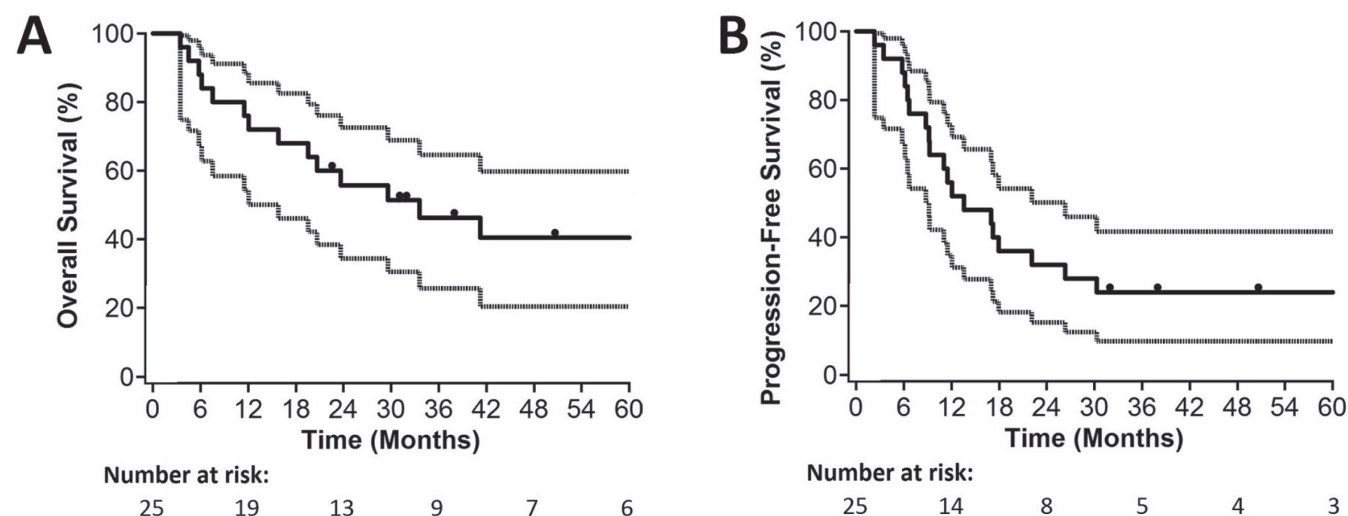 A
Overall Survival (%)
100
80
60
40
20
0
0 6 12 18 24 30 36 42 48 54 60
Time (Months)
Number at risk:
25 19 13 9 7 6
B
Progression-Free Survival (%)
100
80
60
40
20
0
0 6 12 18 24 30 36 42 48 54 60
Time (Months)
Number at risk:
25 14 8 5 4 3